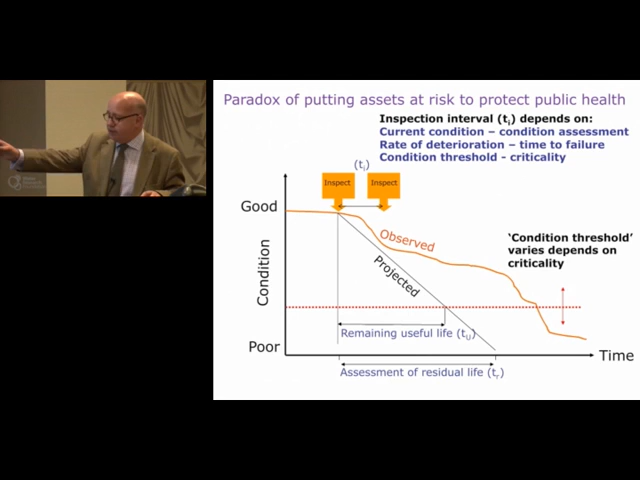 Paradox of putting assets at risk to protect public health
Inspection interval (ti) depends on:
Current condition – condition assessment
Rate of deterioration – time to failure
Condition threshold - criticality
(ti)
Inspect
Inspect
Good
Observed
Projected
Condition
'Condition threshold'
varies depends on
criticality
Remaining useful life (tu)
Poor
Time
Assessment of residual life (tr)